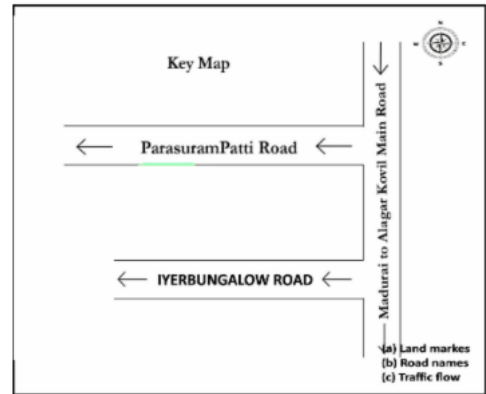 N
Key Map
S
ParasuramPatti Road
Madurai to Alagar Kovil Main Road
IYERBUNGALOW ROAD
(a) Land markes
(b) Road names
(c) Traffic flow